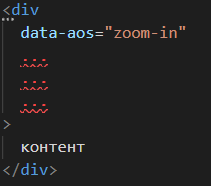 <div
data-aos="zoom-in"
...
...
...
>
контент
</div>